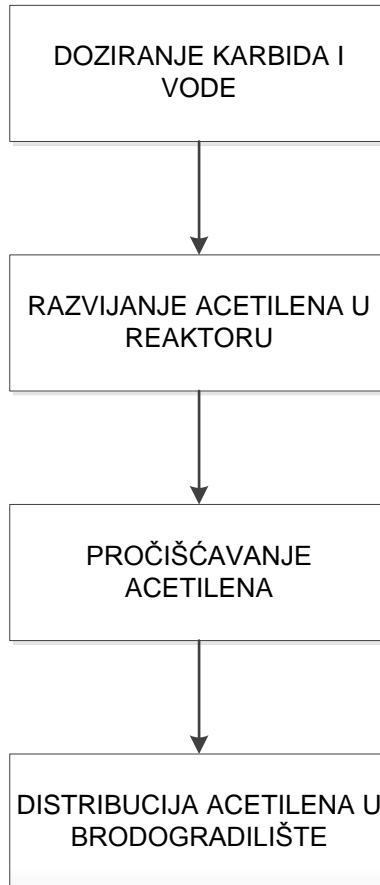 DOZIRANJE KARBIDA I
VODE
RAZVIJANJE ACETILENA U
REAKTORU
PROČIŠĆAVANJE
ACETILENA
DISTRIBUCIJA ACETILENA U
BRODOGRADILIŠTE